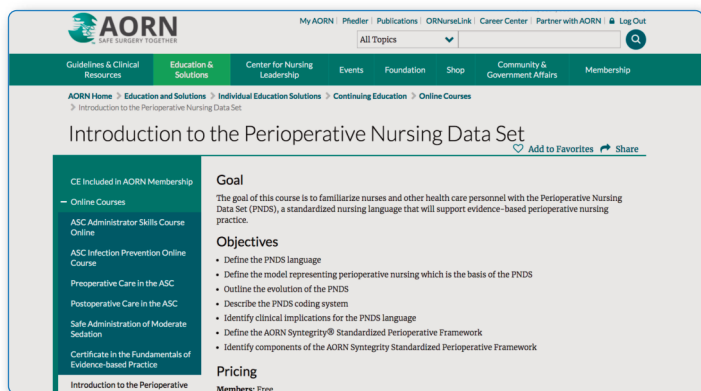 AORN
SAFE SURGERY TOGETHER
My AORN | Pfiedler | Publications | ORNurseLink | Career Center | Partner with AORN | Log Out
All Topics
Guidelines & Clinical Resources
Education & Solutions
Center for Nursing Leadership
Events
Foundation
Shop
Community & Government Affairs
Membership
AORN Home > Education and Solutions > Individual Education Solutions > Continuing Education > Online Courses
> Introduction to the Perioperative Nursing Data Set
Introduction to the Perioperative Nursing Data Set
Add to Favorites Share
CE Included in AORN Membership
– Online Courses
ASC Administrator Skills Course
Online
ASC Infection Prevention Online
Course
Preoperative Care in the ASC
Postoperative Care in the ASC
Safe Administration of Moderate
Sedation
Certificate in the Fundamentals of
Evidence-based Practice
Introduction to the Perioperative
Goal
The goal of this course is to familiarize nurses and other health care personnel with the Perioperative Nursing
Data Set (PNDS), a standardized nursing language that will support evidence-based perioperative nursing
practice.
Objectives
• Define the PNDS language
• Define the model representing perioperative nursing which is the basis of the PNDS
• Outline the evolution of the PNDS
• Describe the PNDS coding system
• Identify clinical implications for the PNDS language
• Define the AORN Syntegrity® Standardized Perioperative Framework
• Identify components of the AORN Syntegrity Standardized Perioperative Framework
Pricing
Members: Free